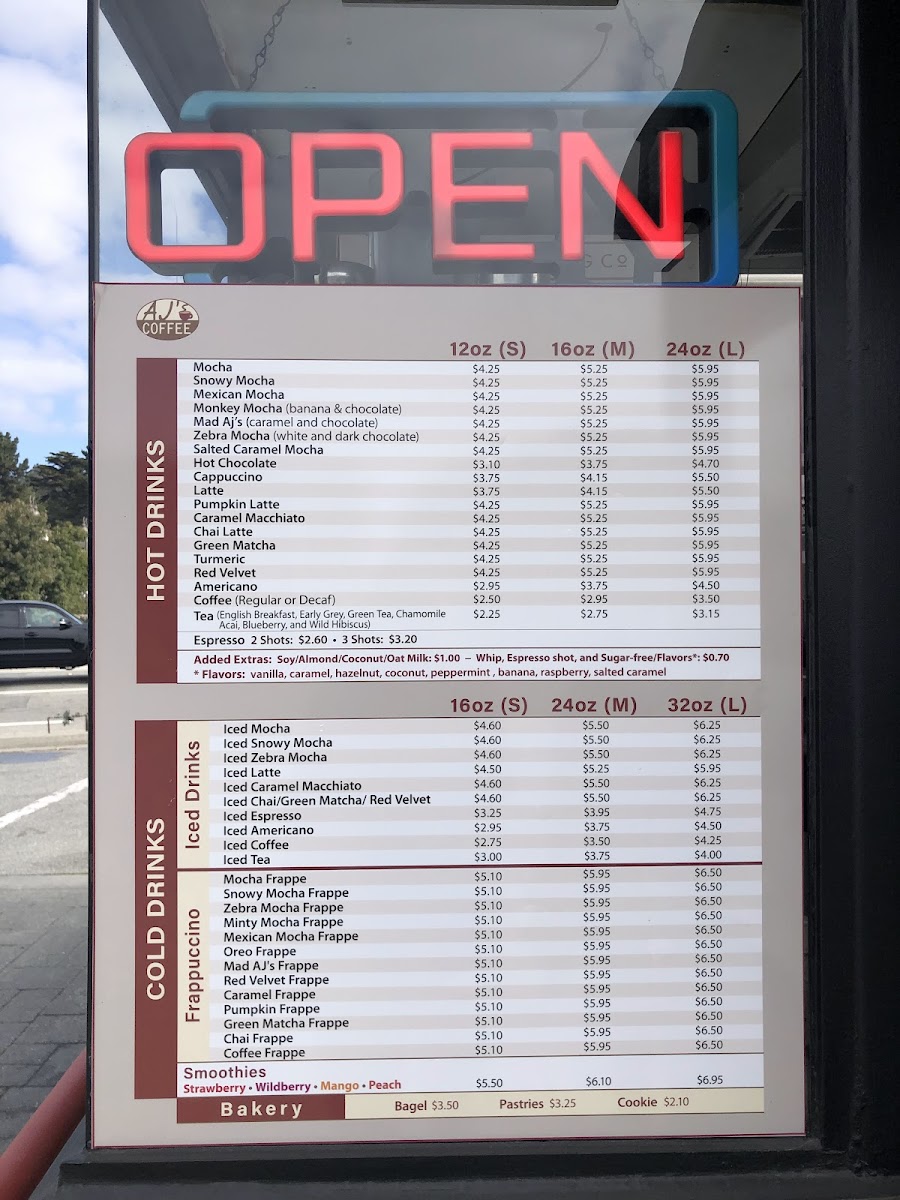 OPEN
G CO
AJ's
COFFEE
12oz (S) 16oz (M) 24oz (L)
HOT DRINKS
Mocha $4.25 $5.25 $5.95
Snowy Mocha $4.25 $5.25 $5.95
Mexican Mocha $4.25 $5.25 $5.95
Monkey Mocha (banana & chocolate) $4.25 $5.25 $5.95
Mad Aj's (caramel and chocolate) $4.25 $5.25 $5.95
Zebra Mocha (white and dark chocolate) $4.25 $5.25 $5.95
Salted Caramel Mocha $4.25 $5.25 $5.95
Hot Chocolate $3.10 $3.75 $4.70
Cappuccino $3.75 $4.15 $5.50
Latte $3.75 $4.15 $5.50
Pumpkin Latte $4.25 $5.25 $5.95
Caramel Macchiato $4.25 $5.25 $5.95
Chai Latte $4.25 $5.25 $5.95
Green Matcha $4.25 $5.25 $5.95
Turmeric $4.25 $5.25 $5.95
Red Velvet $4.25 $5.25 $5.95
Americano $2.95 $3.75 $4.50
Coffee (Regular or Decaf) $2.50 $2.95 $3.50
Tea (English Breakfast, Early Grey, Green Tea, Chamomile $2.25 $2.75 $3.15
Acai, Blueberry, and Wild Hibiscus)
Espresso 2 Shots: $2.60 • 3 Shots: $3.20
Added Extras: Soy/Almond/Coconut/Oat Milk: $1.00 – Whip, Espresso shot, and Sugar-free/Flavors*: $0.70
* Flavors: vanilla, caramel, hazelnut, coconut, peppermint , banana, raspberry, salted caramel
16oz (S) 24oz (M) 32oz (L)
COLD DRINKS
Iced Drinks
Iced Mocha $4.60 $5.50 $6.25
Iced Snowy Mocha $4.60 $5.50 $6.25
Iced Zebra Mocha $4.60 $5.50 $6.25
Iced Latte $4.50 $5.25 $5.95
Iced Caramel Macchiato $4.60 $5.50 $6.25
Iced Chai/Green Matcha/ Red Velvet $4.60 $5.50 $6.25
Iced Espresso $3.25 $3.95 $4.75
Iced Americano $2.95 $3.75 $4.50
Iced Coffee $2.75 $3.50 $4.25
Iced Tea $3.00 $3.75 $4.00
Frappuccino
Mocha Frappe $5.10 $5.95 $6.50
Snowy Mocha Frappe $5.10 $5.95 $6.50
Zebra Mocha Frappe $5.10 $5.95 $6.50
Minty Mocha Frappe $5.10 $5.95 $6.50
Mexican Mocha Frappe $5.10 $5.95 $6.50
Oreo Frappe $5.10 $5.95 $6.50
Mad AJ's Frappe $5.10 $5.95 $6.50
Red Velvet Frappe $5.10 $5.95 $6.50
Caramel Frappe $5.10 $5.95 $6.50
Pumpkin Frappe $5.10 $5.95 $6.50
Green Matcha Frappe $5.10 $5.95 $6.50
Chai Frappe $5.10 $5.95 $6.50
Coffee Frappe $5.10 $5.95 $6.50
Smoothies
Strawberry • Wildberry • Mango • Peach $5.50 $6.10 $6.95
Bakery Bagel $3.50 Pastries $3.25 Cookie $2.10